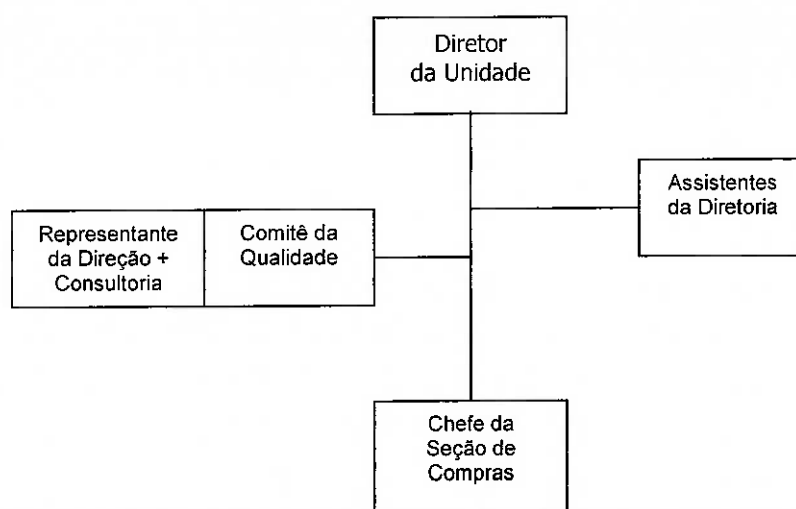 Diretor
da Unidade
Assistentes
da Diretoria
Representante
da Direção +
Consultoria
Comitê da
Qualidade
Chefe da
Seção de
Compras